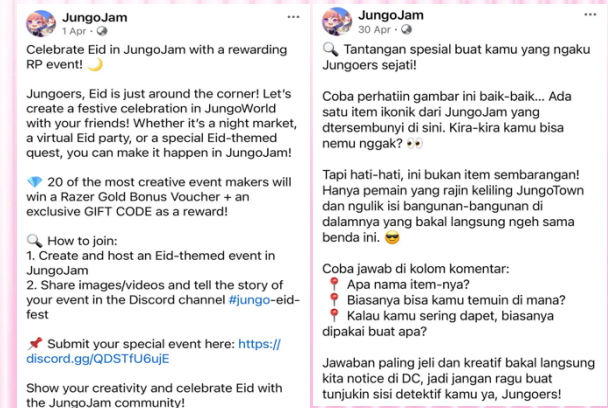 JungoJam
1 Apr ·
Celebrate Eid in JungoJam with a rewarding
RP event! 🌙
Jungoers, Eid is just around the corner! Let's
create a festive celebration in JungoWorld
with your friends! Whether it's a night market,
a virtual Eid party, or a special Eid-themed
quest, you can make it happen in JungoJam!
💎 20 of the most creative event makers will
win a Razer Gold Bonus Voucher + an
exclusive GIFT CODE as a reward!
🔍 How to join:
1. Create and host an Eid-themed event in
JungoJam
2. Share images/videos and tell the story of
your event in the Discord channel #jungo-eid-
fest
📌 Submit your special event here: https://
discord.gg/QDSTfU6ujE
Show your creativity and celebrate Eid with
the JungoJam community!
JungoJam
30 Apr ·
🔍 Tantangan spesial buat kamu yang ngaku
Jungoers sejati!
Coba perhatiin gambar ini baik-baik... Ada
satu item ikonik dari JungoJam yang
dtersembunyi di sini. Kira-kira kamu bisa
nemu nggak? 👀
Tapi hati-hati, ini bukan item sembarangan!
Hanya pemain yang rajin keliling JungoTown
dan ngulik isi bangunan-bangunan di
dalamnya yang bakal langsung ngeh sama
benda ini. 😎
Coba jawab di kolom komentar:
📍 Apa nama item-nya?
📍 Biasanya bisa kamu temuin di mana?
📍 Kalau kamu sering dapet, biasanya
dipakai buat apa?
Jawaban paling jeli dan kreatif bakal langsung
kita notice di DC, jadi jangan ragu buat
tunjukin sisi detektif kamu ya, Jungoers!